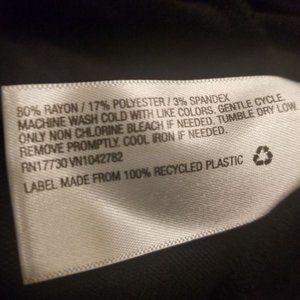 80% RAYON / 17% POLYESTER / 3% SPANDEX
MACHINE WASH COLD WITH LIKE COLORS. GENTLE CYCLE.
ONLY NON CHLORINE BLEACH IF NEEDED. TUMBLE DRY LOW.
REMOVE PROMPTLY. COOL IRON IF NEEDED.
RN17730 VN1042762
LABEL MADE FROM 100% RECYCLED PLASTIC